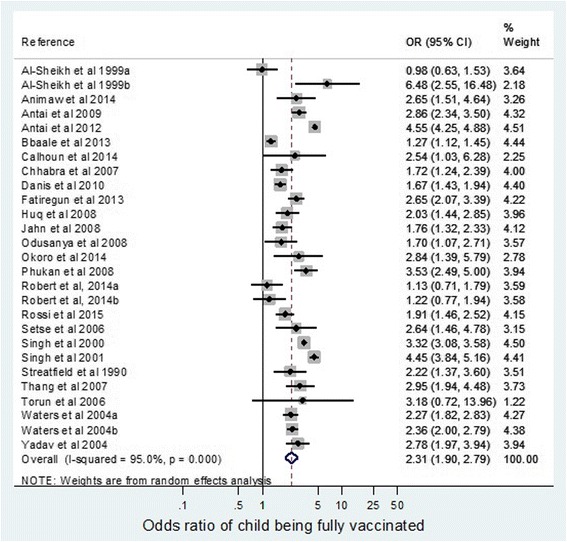 %
Reference OR (95% CI) Weight
Al-Sheikh et al 1999a 0.98 (0.63, 1.53) 3.64
Al-Sheikh et al 1999b 6.48 (2.55, 16.48) 2.18
Animaw et al 2014 2.65 (1.51, 4.64) 3.26
Antai et al 2009 2.86 (2.34, 3.50) 4.32
Antai et al 2012 4.55 (4.25, 4.88) 4.51
Bbaale et al 2013 1.27 (1.12, 1.45) 4.44
Calhoun et al 2014 2.54 (1.03, 6.28) 2.25
Chhabra et al 2007 1.72 (1.24, 2.39) 4.00
Danis et al 2010 1.67 (1.43, 1.94) 4.40
Fatiregun et al 2013 2.65 (2.07, 3.39) 4.22
Huq et al 2008 2.03 (1.44, 2.85) 3.96
Jahn et al 2008 1.76 (1.32, 2.33) 4.12
Odusanya et al 2008 1.70 (1.07, 2.71) 3.57
Okoro et al 2014 2.84 (1.39, 5.79) 2.78
Phukan et al 2008 3.53 (2.49, 5.00) 3.94
Robert et al, 2014a 1.13 (0.71, 1.79) 3.59
Robert et al, 2014b 1.22 (0.77, 1.94) 3.58
Rossi et al 2015 1.91 (1.46, 2.52) 4.15
Setse et al 2006 2.64 (1.46, 4.78) 3.15
Singh et al 2000 3.32 (3.08, 3.58) 4.50
Singh et al 2001 4.45 (3.84, 5.16) 4.41
Streatfield et al 1990 2.22 (1.37, 3.60) 3.51
Thang et al 2007 2.95 (1.94, 4.48) 3.73
Torun et al 2006 3.18 (0.72, 13.96) 1.22
Waters et al 2004a 2.27 (1.82, 2.83) 4.27
Waters et al 2004b 2.36 (2.00, 2.79) 4.38
Yadav et al 2004 2.78 (1.97, 3.94) 3.94
Overall (I-squared = 95.0%, p = 0.000) 2.31 (1.90, 2.79) 100.00
NOTE: Weights are from random effects analysis
.1 .5 1 5 10 50
Odds ratio of child being fully vaccinated